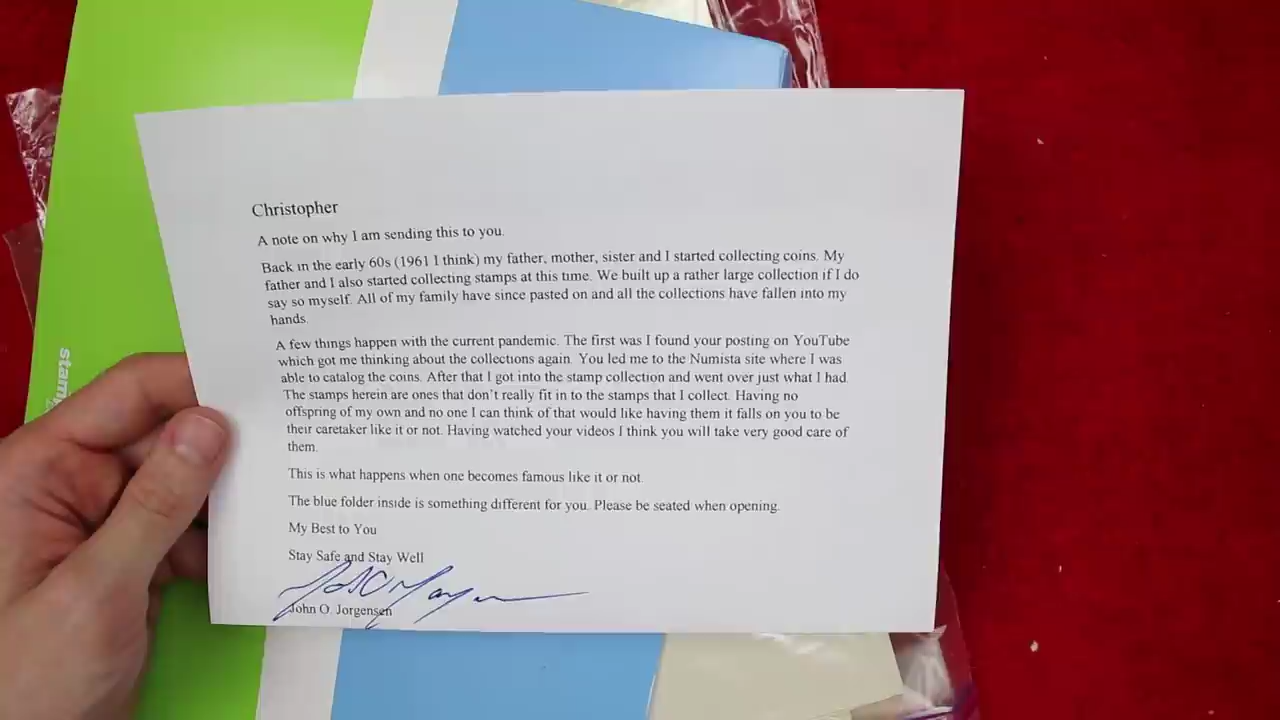 Christopher
A note on why I am sending this to you.
Back in the early 60s (1961 I think) my father, mother, sister and I started collecting coins. My
father and I also started collecting stamps at this time. We built up a rather large collection if I do
say so myself. All of my family have since pasted on and all the collections have fallen into my
hands.
A few things happen with the current pandemic. The first was I found your posting on YouTube
which got me thinking about the collections again. You led me to the Numista site where I was
able to catalog the coins. After that I got into the stamp collection and went over just what I had.
The stamps herein are ones that don't really fit in to the stamps that I collect. Having no
offspring of my own and no one I can think of that would like having them it falls on you to be
their caretaker like it or not. Having watched your videos I think you will take very good care of
them.
This is what happens when one becomes famous like it or not.
The blue folder inside is something different for you. Please be seated when opening.
My Best to You
Stay Safe and Stay Well
John O. Jorgensen